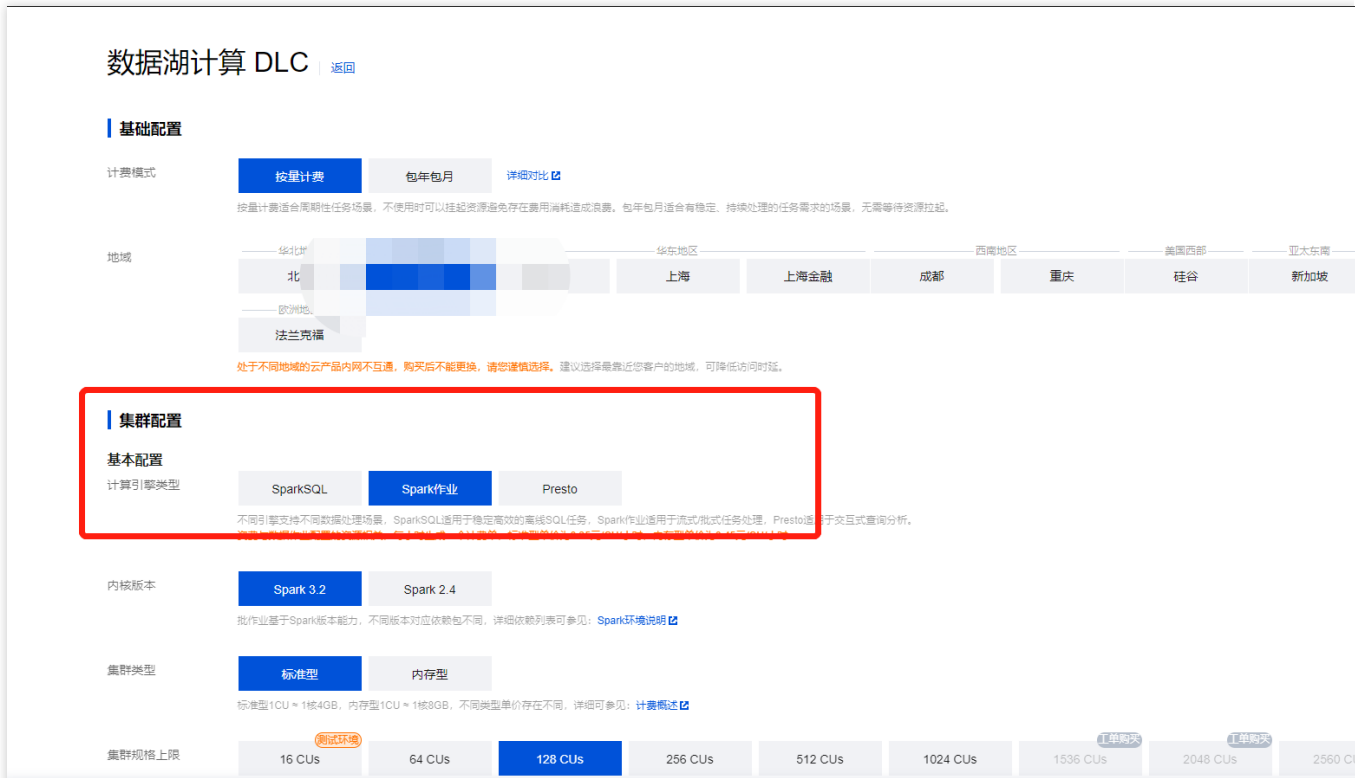 数据湖计算 DLC 返回
基础配置
计费模式 按量计费 包年包月 详细对比
按量计费适合周期性任务场景，不使用时可以挂起资源避免存在费用消耗造成浪费。包年包月适合有稳定、持续处理的任务需求的场景，无需等待资源拉起。
地域 华北地 华东地区 西南地区 美国西部 亚太东南
北 上海 上海金融 成都 重庆 硅谷 新加坡
欧洲地
法兰克福
处于不同地域的云产品内网不互通，购买后不能更换，请您谨慎选择。建议选择最靠近您客户的地域，可降低访问时延。
集群配置
基本配置
计算引擎类型 SparkSQL Spark作业 Presto
不同引擎支持不同数据处理场景，SparkSQL适用于稳定高效的离线SQL任务，Spark作业适用于流式/批式任务处理，Presto适用于交互式查询分析。
内核版本 Spark 3.2 Spark 2.4
批作业基于Spark版本能力，不同版本对应依赖包不同，详细依赖列表可参见：Spark环境说明
集群类型 标准型 内存型
标准型1CU ≈ 1核4GB，内存型1CU ≈ 1核8GB，不同类型单价存在不同，详细可参见：计费概述
测试环境 工单购买 工单购买
集群规格上限 16 CUs 64 CUs 128 CUs 256 CUs 512 CUs 1024 CUs 1536 CUs 2048 CUs 2560 CU